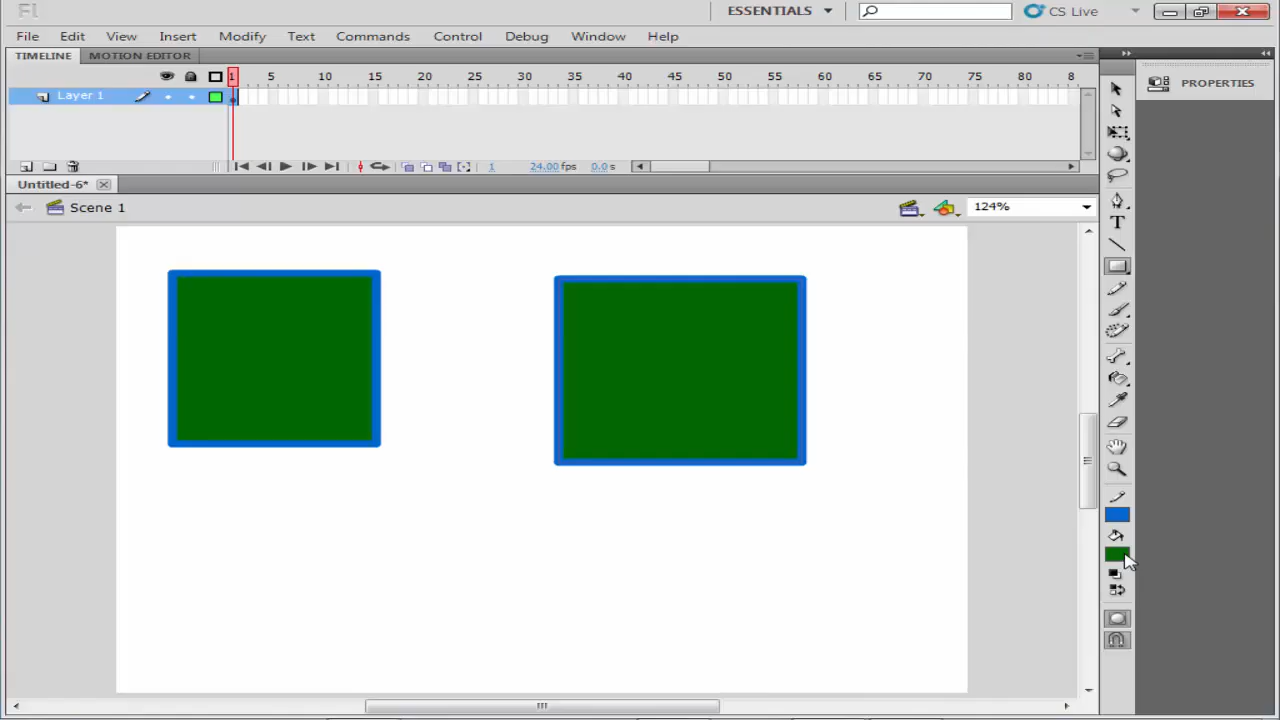 Fl
ESSENTIALS
CS Live
File Edit View Insert Modify Text Commands Control Debug Window Help
TIMELINE MOTION EDITOR
PROPERTIES
1 5 10 15 20 25 30 35 40 45 50 55 60 65 70 75 80 8
Layer 1
1 24.00 fps 0.0 s
Untitled-6*
Scene 1
124%
T